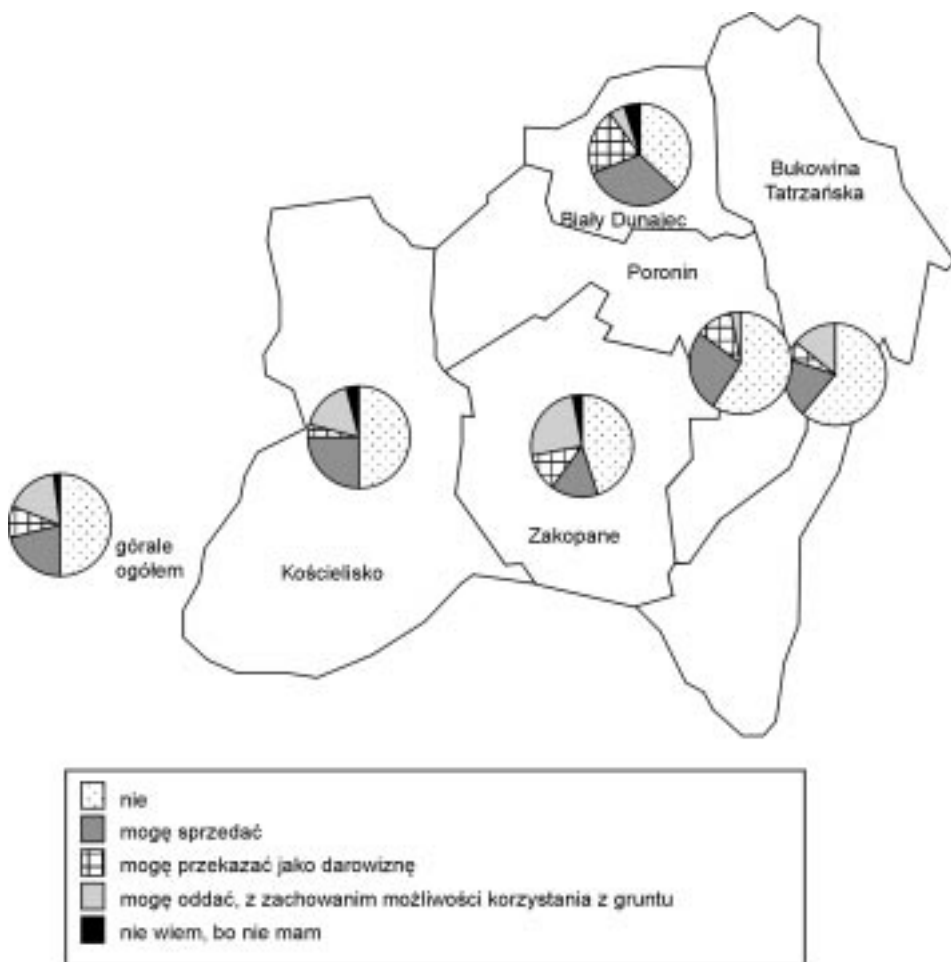 Bukowina
Tatrzańska
Biały Dunajec
Poronin
Zakopane
górale
ogółem
Kościelisko
nie
mogę sprzedać
mogę przekazać jako darowiznę
mogę oddać, z zachowanim możliwości korzystania z gruntu
nie wiem, bo nie mam